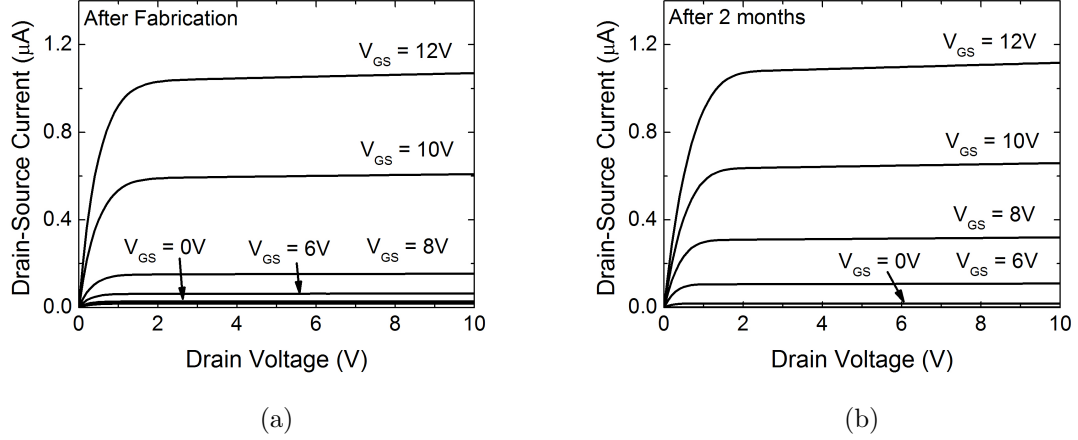 After Fabrication
V_GS = 12V
V_GS = 10V
V_GS = 0V
V_GS = 6V
V_GS = 8V
1.2
0.8
0.4
0.0
0 2 4 6 8 10
Drain-Source Current (μA)
Drain Voltage (V)
(a)
After 2 months
V_GS = 12V
V_GS = 10V
V_GS = 8V
V_GS = 0V
V_GS = 6V
1.2
0.8
0.4
0.0
0 2 4 6 8 10
Drain-Source Current (μA)
Drain Voltage (V)
(b)